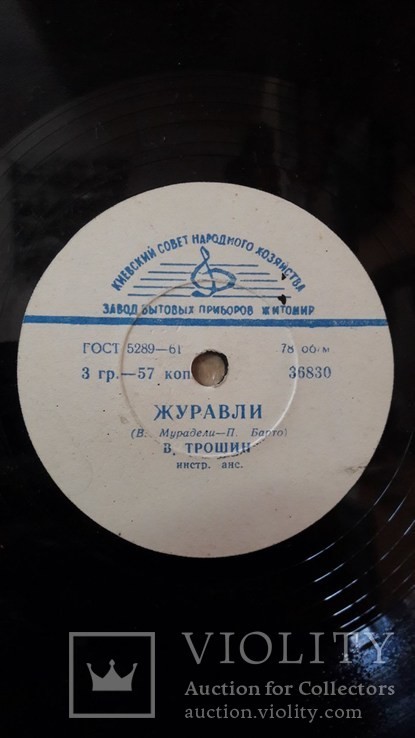 КИЕВСКИЙ СОВЕТ НАРОДНОГО ХОЗЯЙСТВА
ЗАВОД БЫТОВЫХ ПРИБОРОВ ЖИТОМИР
ГОСТ 5289—61 78 об/м
3 гр.—57 коп. 36830
ЖУРАВЛИ
(В. Мурадели—П. Барто)
В. ТРОШИН
инстр. анс.
VIOLITY
Auction for Collectors
auction.violity.com